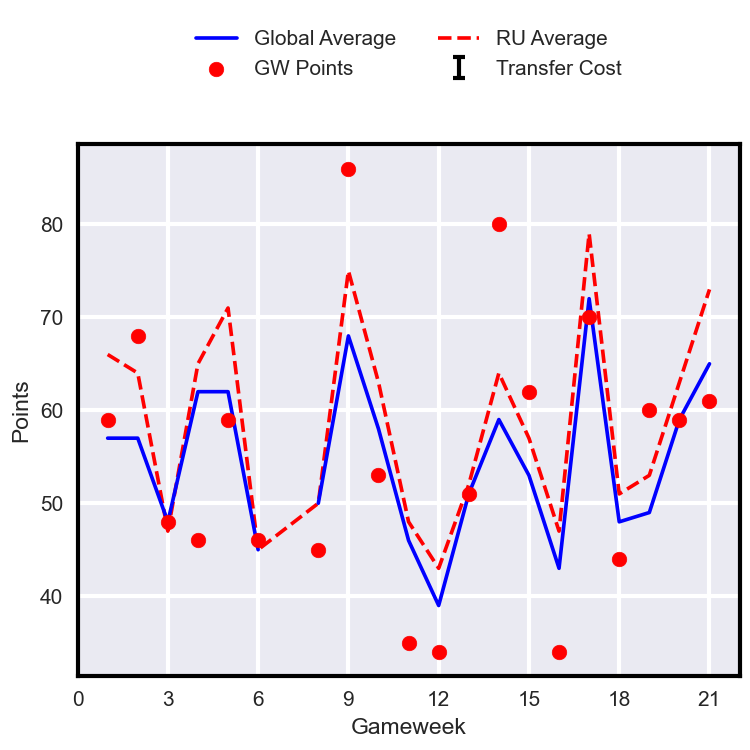 Global Average
RU Average
GW Points
Transfer Cost
80
70
60
50
40
Points
0 3 6 9 12 15 18 21
Gameweek